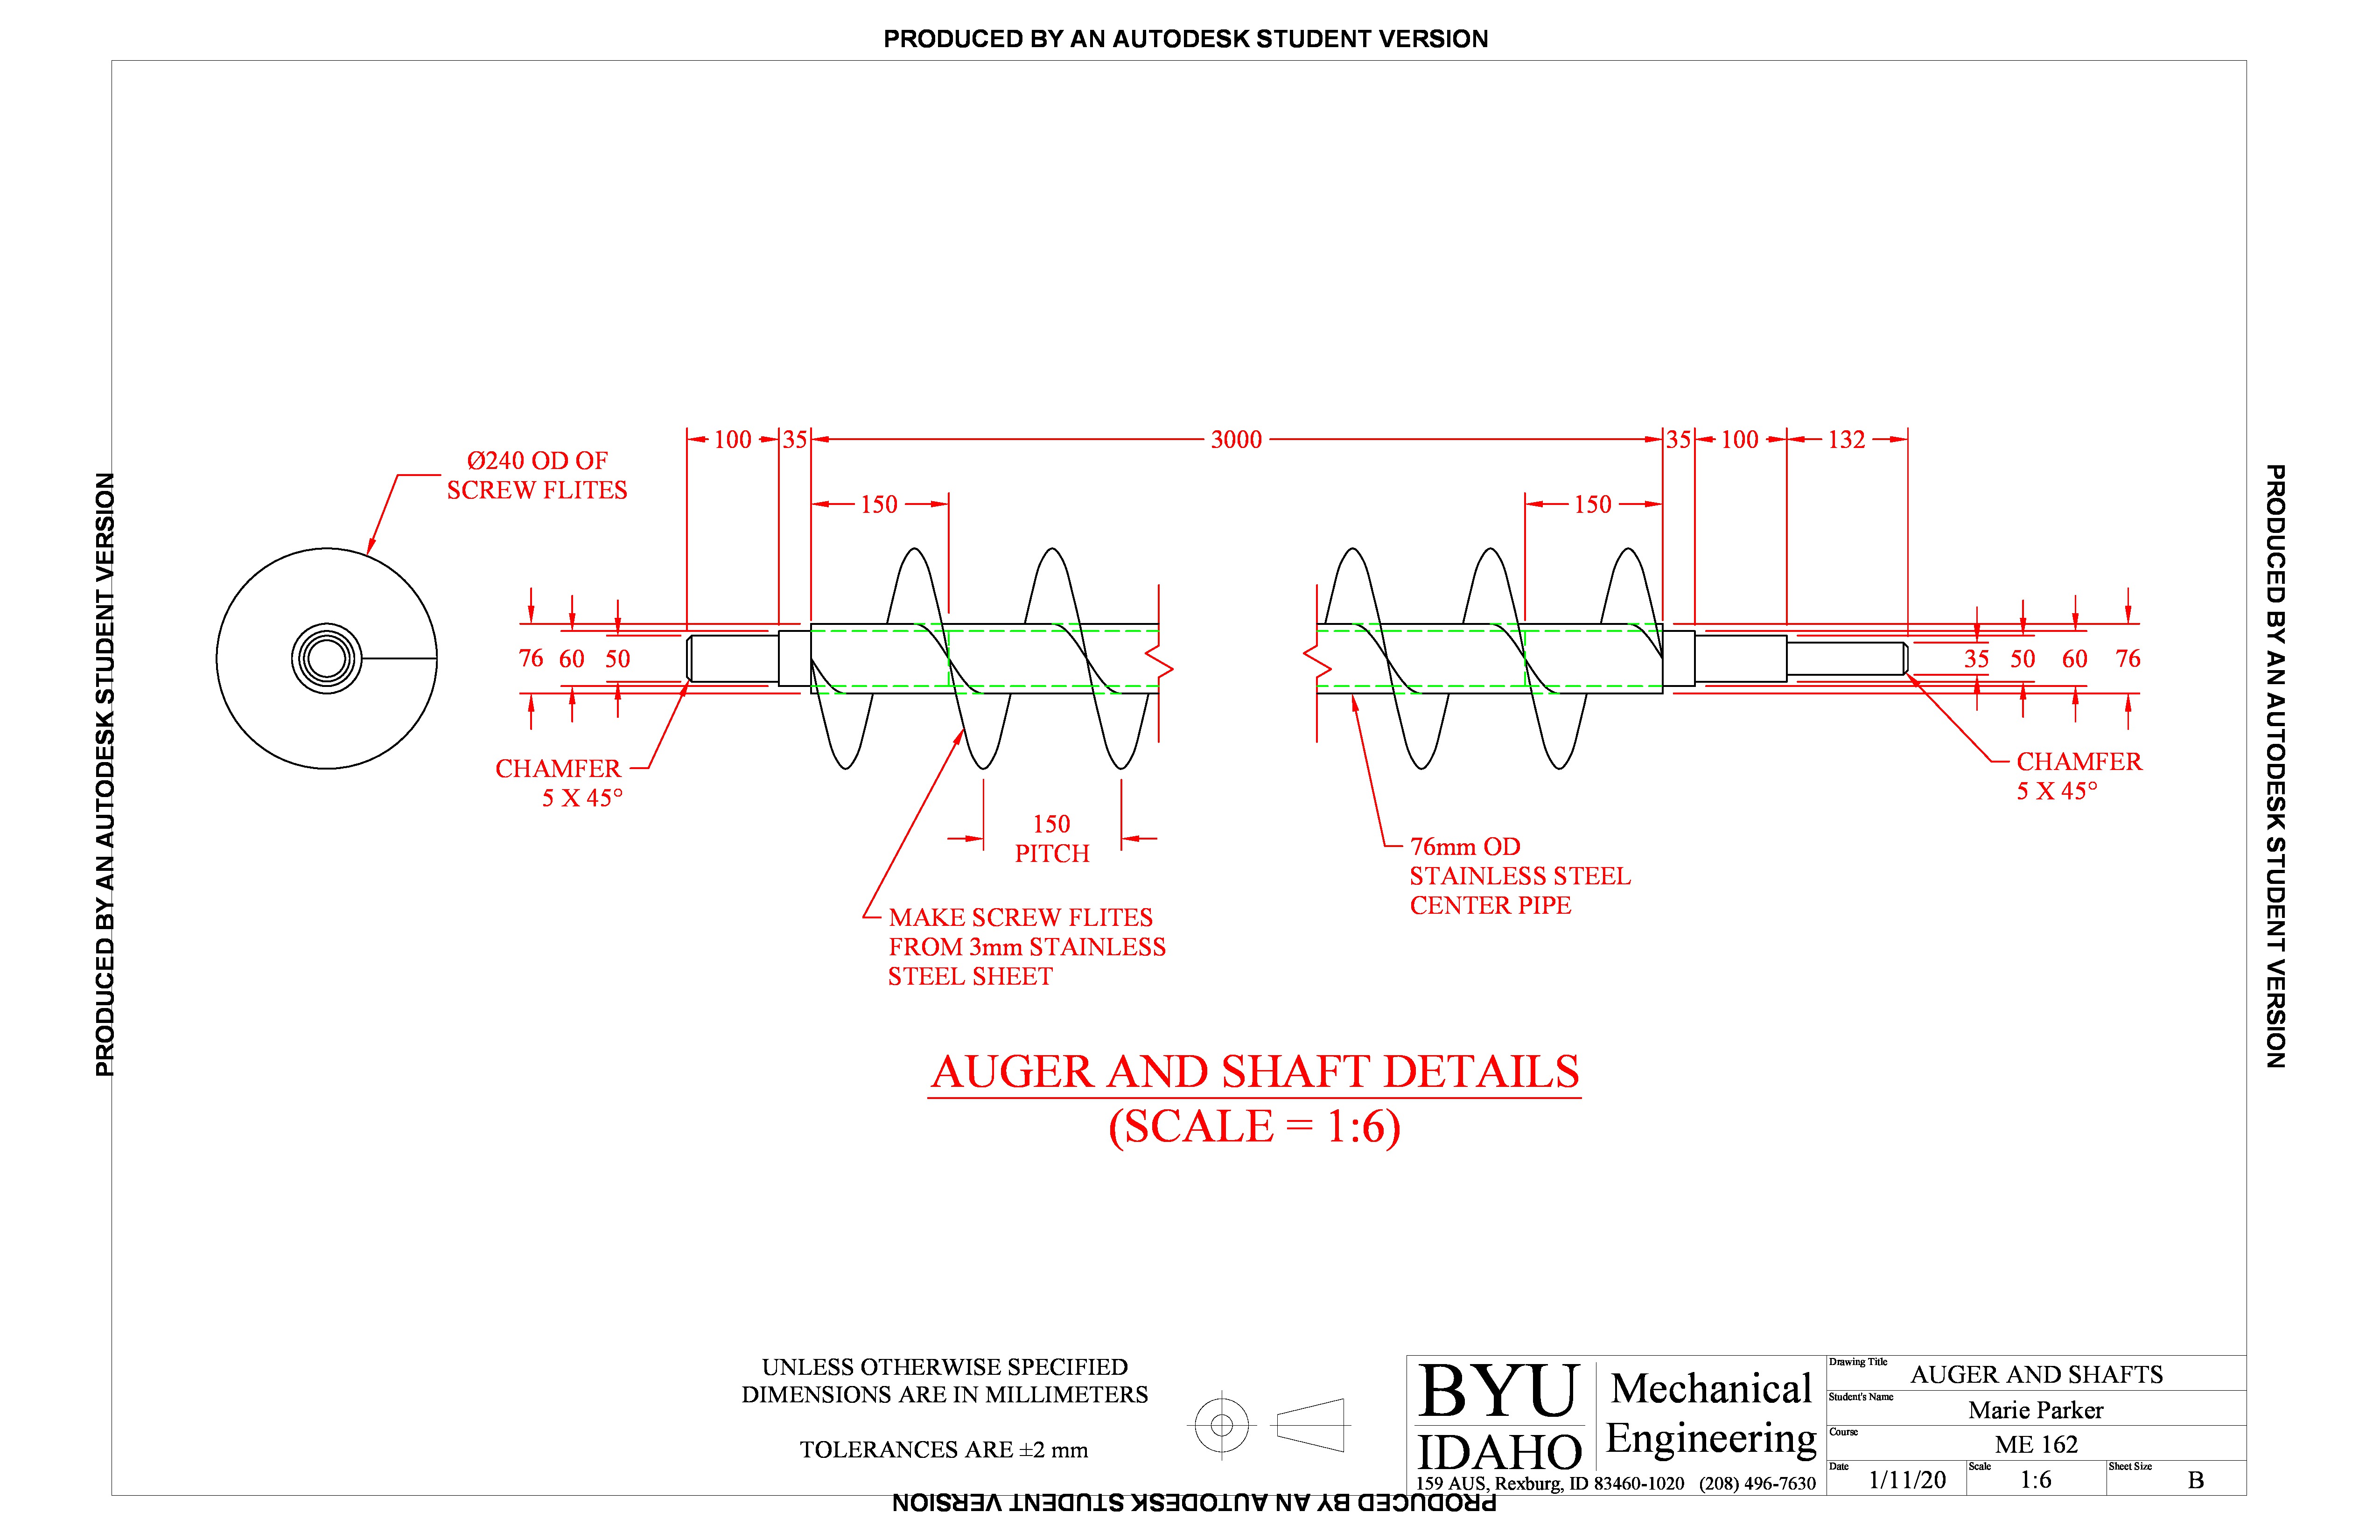 PRODUCED BY AN AUTODESK STUDENT VERSION
PRODUCED BY AN AUTODESK STUDENT VERSION
PRODUCED BY AN AUTODESK STUDENT VERSION
100 35 3000 35 100 132
Ø240 OD OF
SCREW FLITES
150 150
76 60 50
35 50 60 76
CHAMFER
5 X 45°
CHAMFER
5 X 45°
150
PITCH
76mm OD
STAINLESS STEEL
CENTER PIPE
MAKE SCREW FLITES
FROM 3mm STAINLESS
STEEL SHEET
AUGER AND SHAFT DETAILS
(SCALE = 1:6)
UNLESS OTHERWISE SPECIFIED
DIMENSIONS ARE IN MILLIMETERS
TOLERANCES ARE ±2 mm
BYU
IDAHO
Mechanical
Engineering
159 AUS, Rexburg, ID 83460-1020 (208) 496-7630
Drawing Title
AUGER AND SHAFTS
Student's Name
Marie Parker
Course
ME 162
Date
1/11/20
Scale
1:6
Sheet Size
B
PRODUCED BY AN AUTODESK STUDENT VERSION